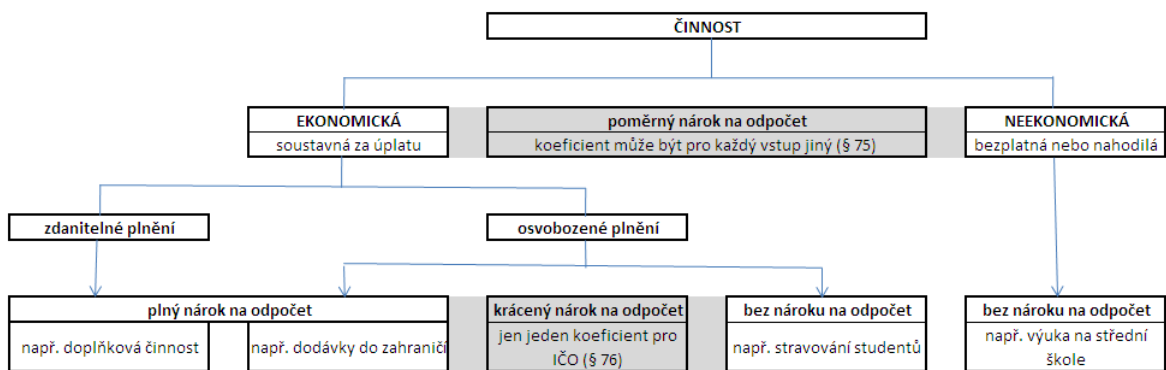 ČINNOST
EKONOMICKÁ
soustavná za úplatu
poměrný nárok na odpočet
koeficient může být pro každý vstup jiný (§ 75)
NEEKONOMICKÁ
bezplatná nebo nahodilá
zdanitelné plnění
osvobozené plnění
plný nárok na odpočet
např. doplňková činnost
např. dodávky do zahraničí
krácený nárok na odpočet
jen jeden koeficient pro
IČO (§ 76)
bez nároku na odpočet
např. stravování studentů
bez nároku na odpočet
např. výuka na střední
škole